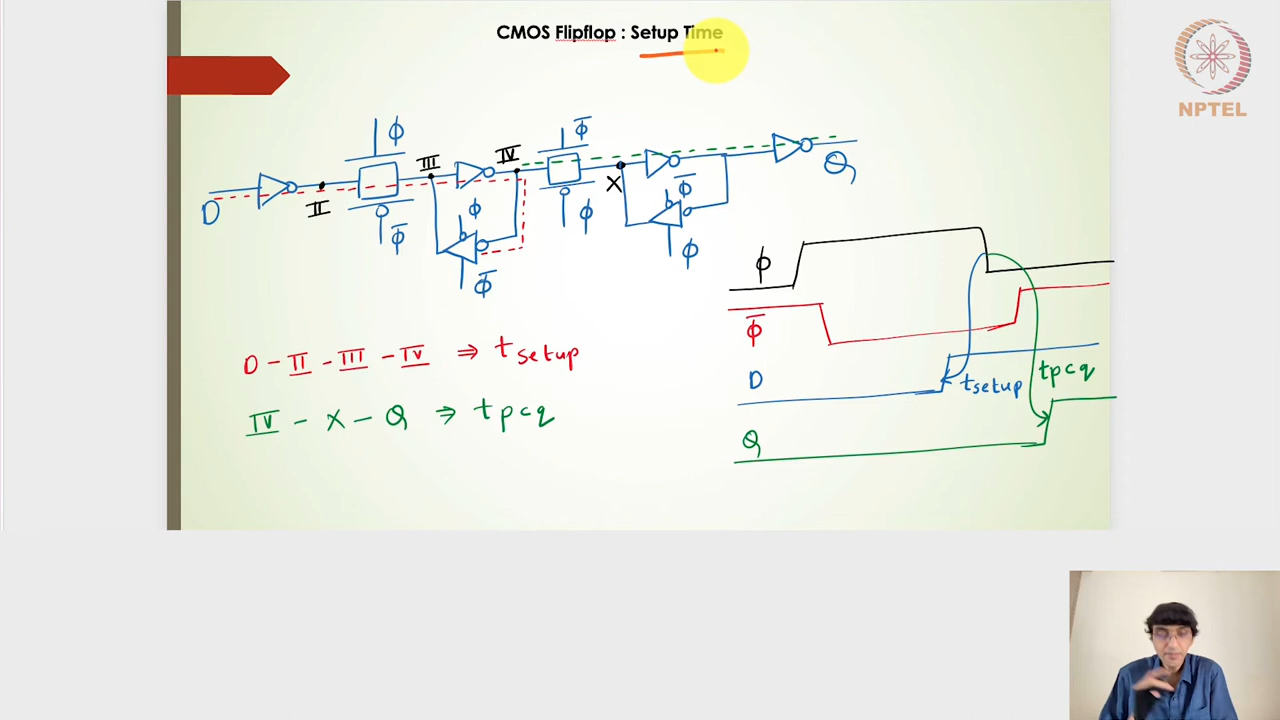 CMOS Flipflop : Setup Time
NPTEL
ϕ
ϕ̅
D
II
III
IV
ϕ̅
ϕ
ϕ
ϕ̅
X
ϕ̅
ϕ
Q
ϕ
ϕ̅
D
tsetup
tpcq
Q
D - II - III - IV ⇒ tsetup
IV - X - Q ⇒ tpcq